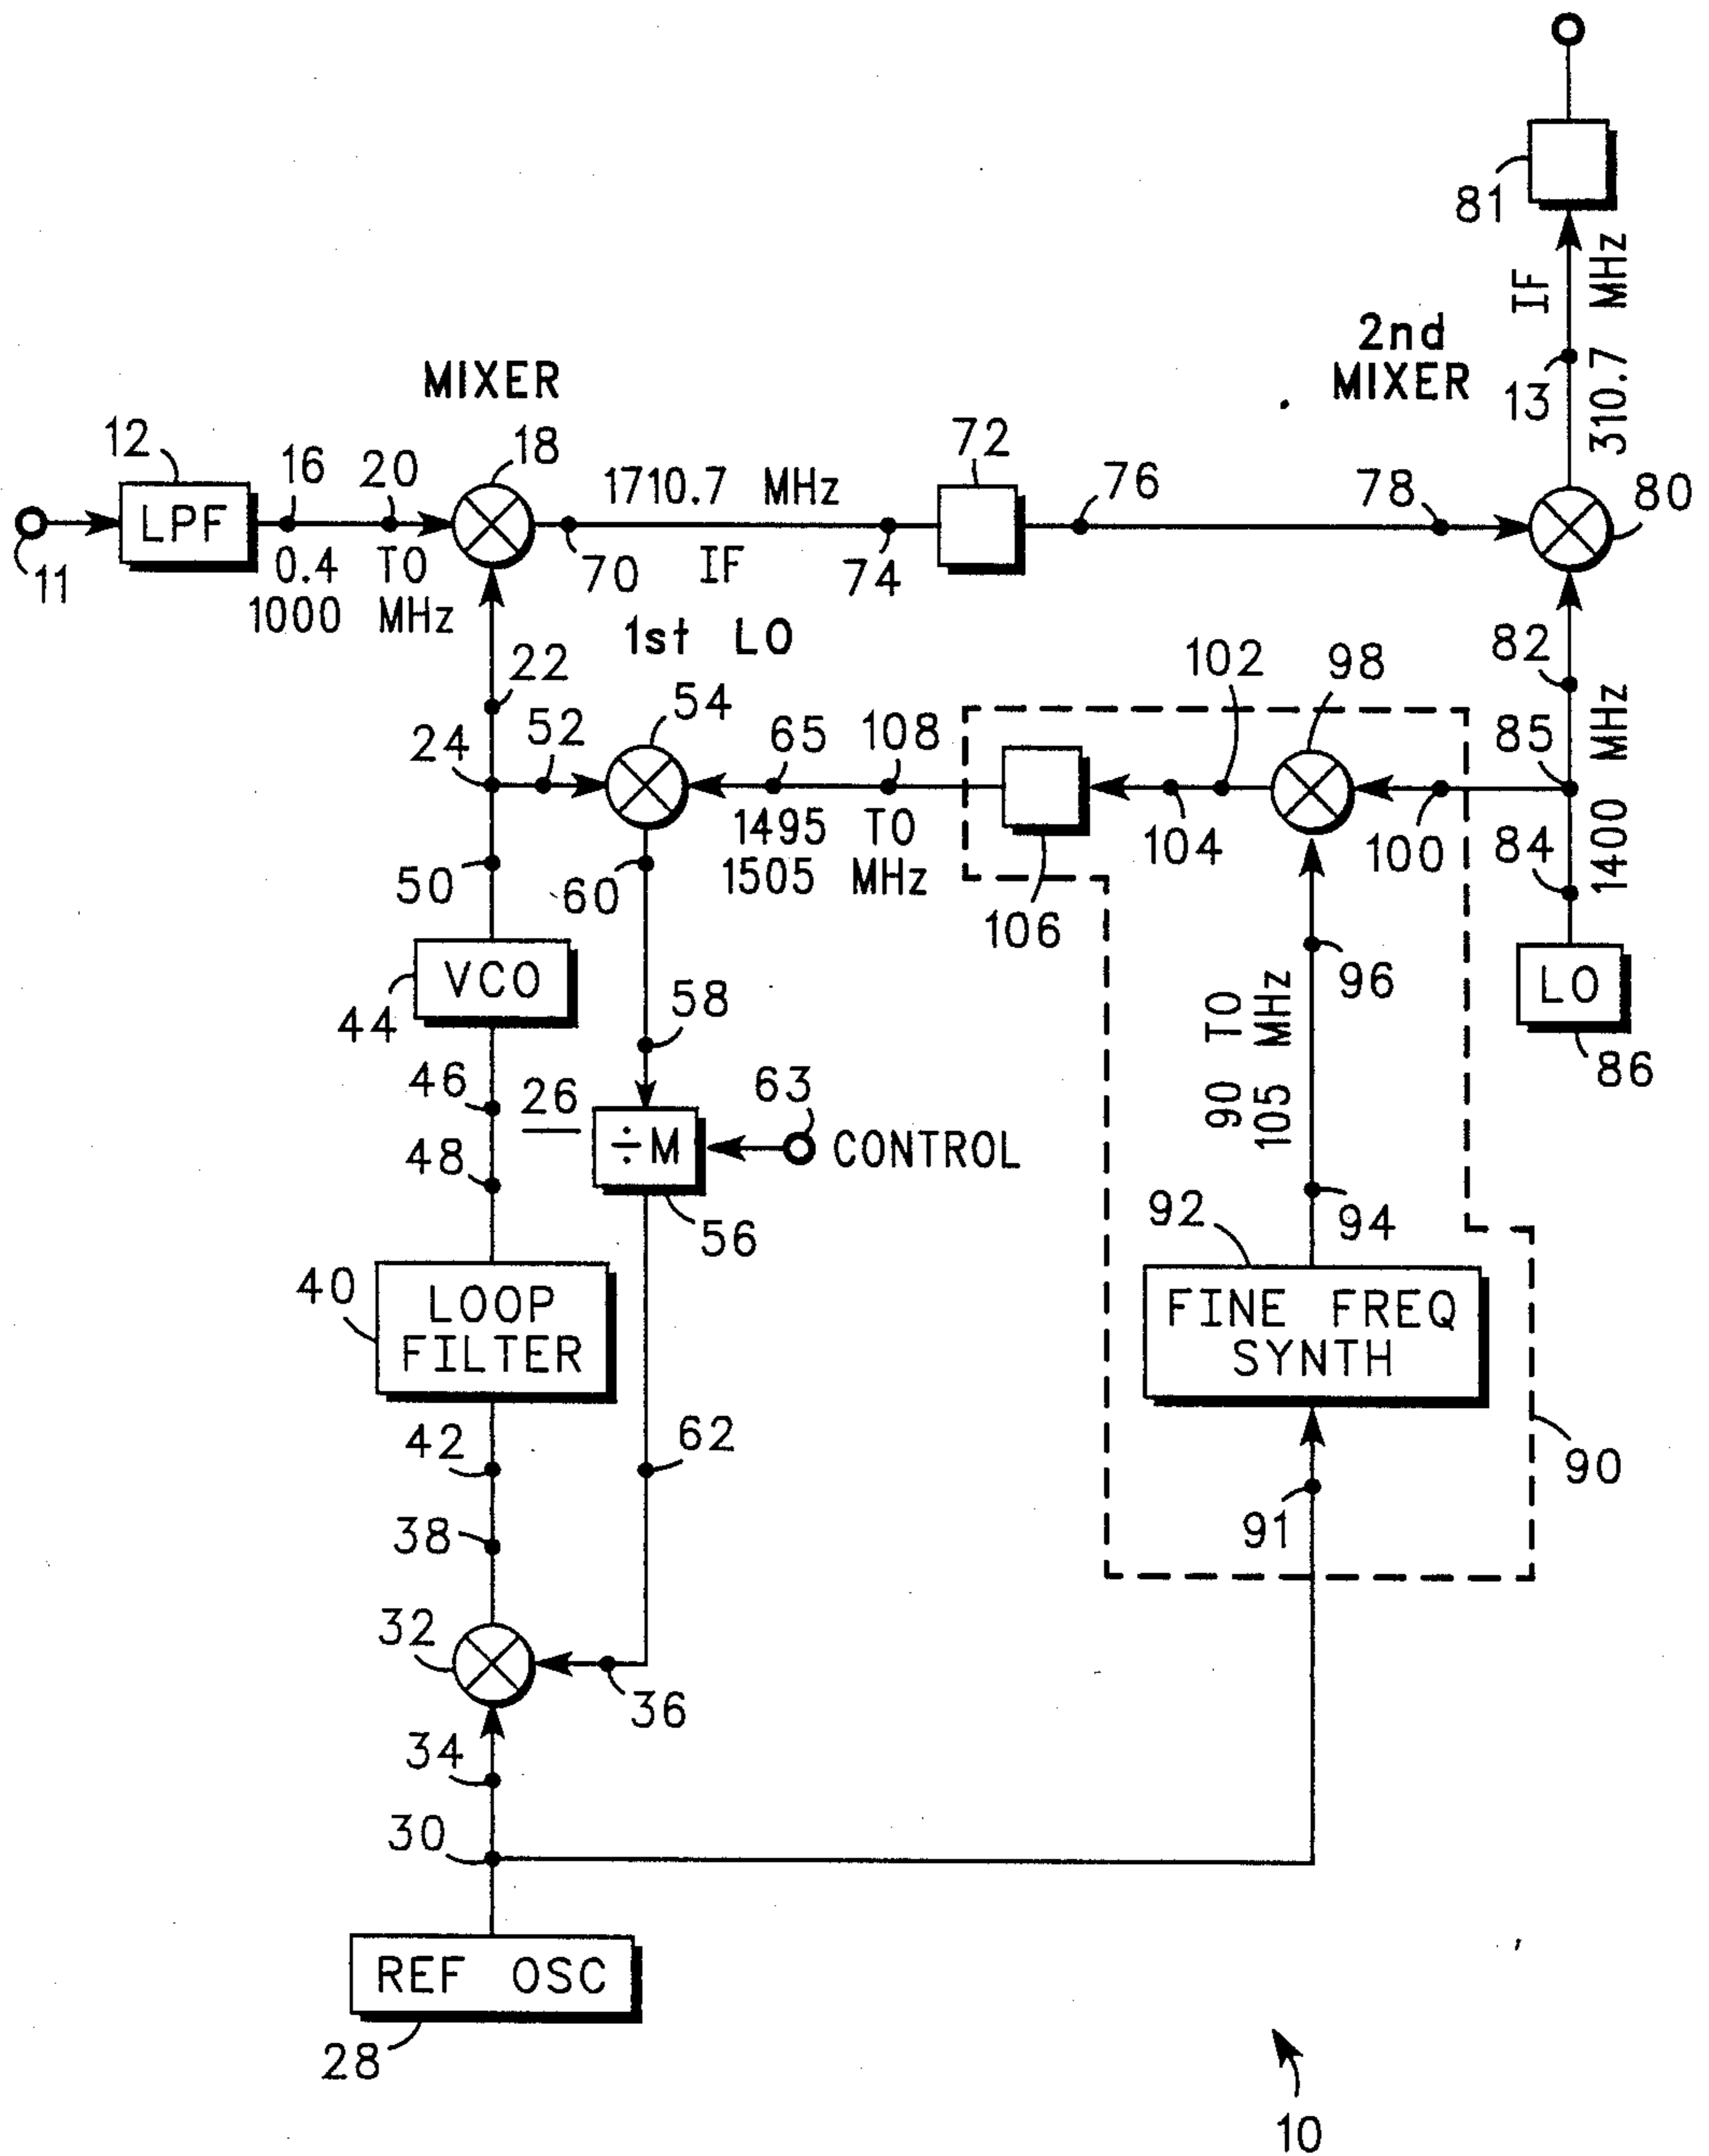 81
IF
310.7 MHz
13
2nd
MIXER
MIXER
12
16
20
18
1710.7 MHz
72
76
78
80
LPF
11
0.4 TO
1000 MHz
70
IF
74
1st LO
22
54
102
98
82
24
52
65
108
85
1400 MHz
50
60
1495 TO
1505 MHz
106
104
100
84
VCO
44
58
96
LO
86
90 TO
105 MHz
46
26
63
48
÷M
CONTROL
56
92
94
40
LOOP
FILTER
FINE FREQ
SYNTH
42
62
90
38
91
32
36
34
30
REF OSC
28
10